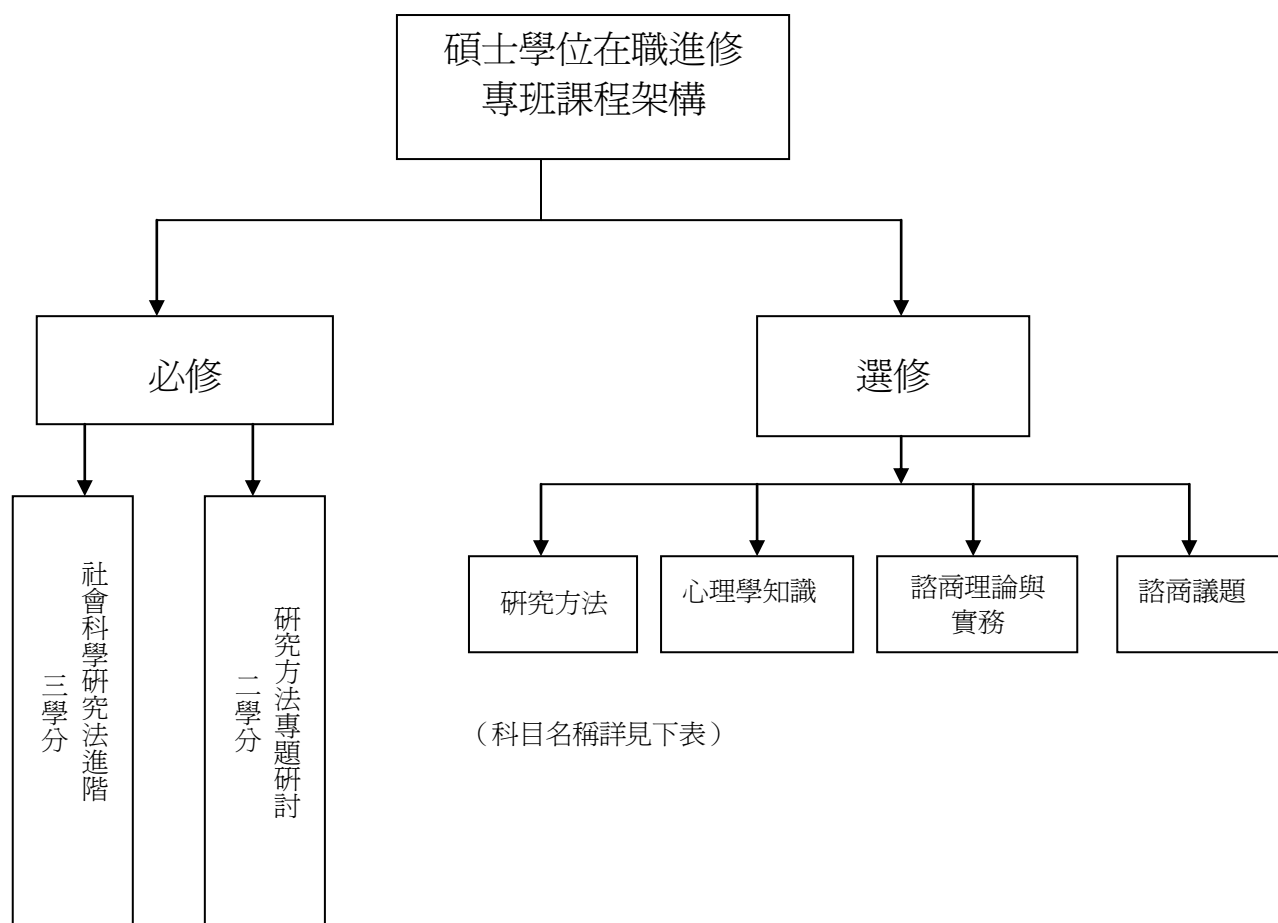 碩士學位在職進修
專班課程架構
必修
選修
社會科學研究法進階
三學分
研究方法專題研討
二學分
研究方法
心理學知識
諮商理論與
實務
諮商議題
（科目名稱詳見下表）